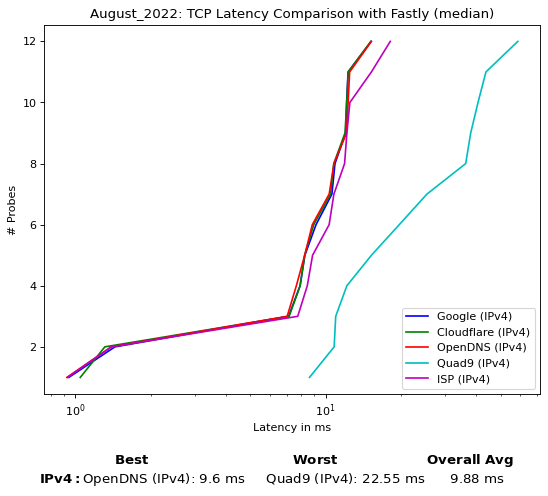 August_2022: TCP Latency Comparison with Fastly (median)
12
10
8
6
4
2
# Probes
Google (IPv4)
Cloudflare (IPv4)
OpenDNS (IPv4)
Quad9 (IPv4)
ISP (IPv4)
10⁰ 10¹
Latency in ms
Best Worst Overall Avg
IPv4: OpenDNS (IPv4): 9.6 ms Quad9 (IPv4): 22.55 ms 9.88 ms